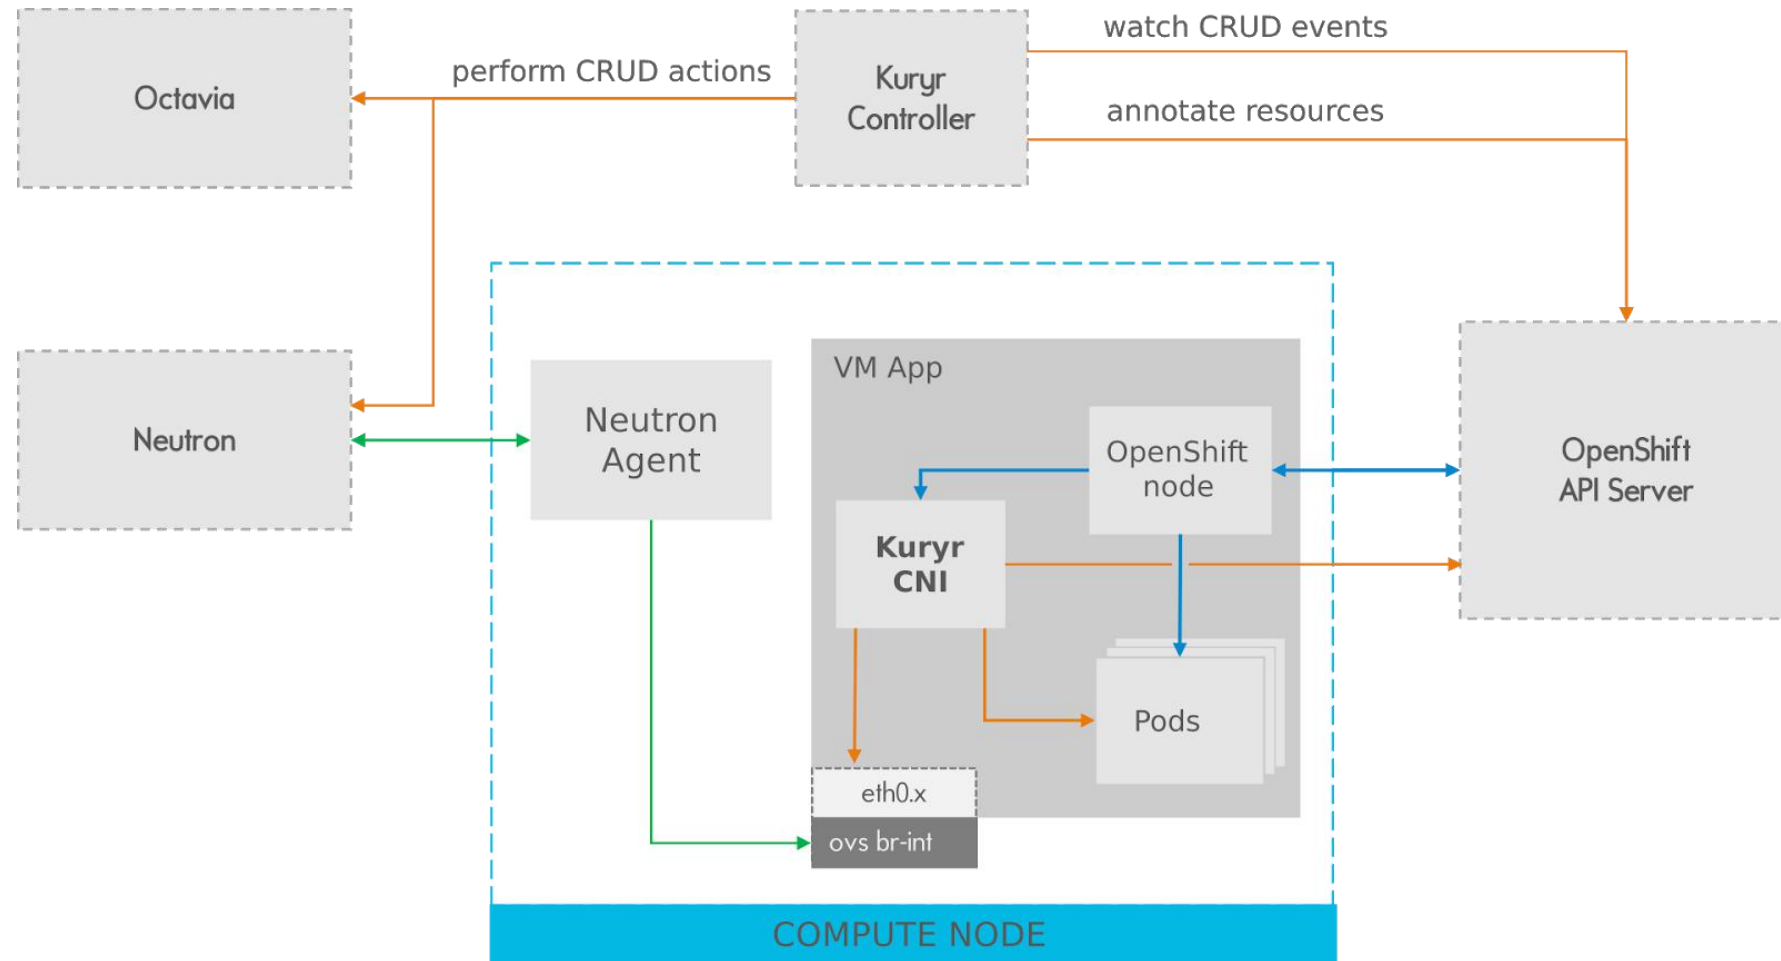 watch CRUD events
perform CRUD actions
Octavia
Kuryr
Controller
annotate resources
VM App
Neutron
Agent
Neutron
OpenShift
node
OpenShift
API Server
Kuryr
CNI
Pods
eth0.x
ovs br-int
COMPUTE NODE